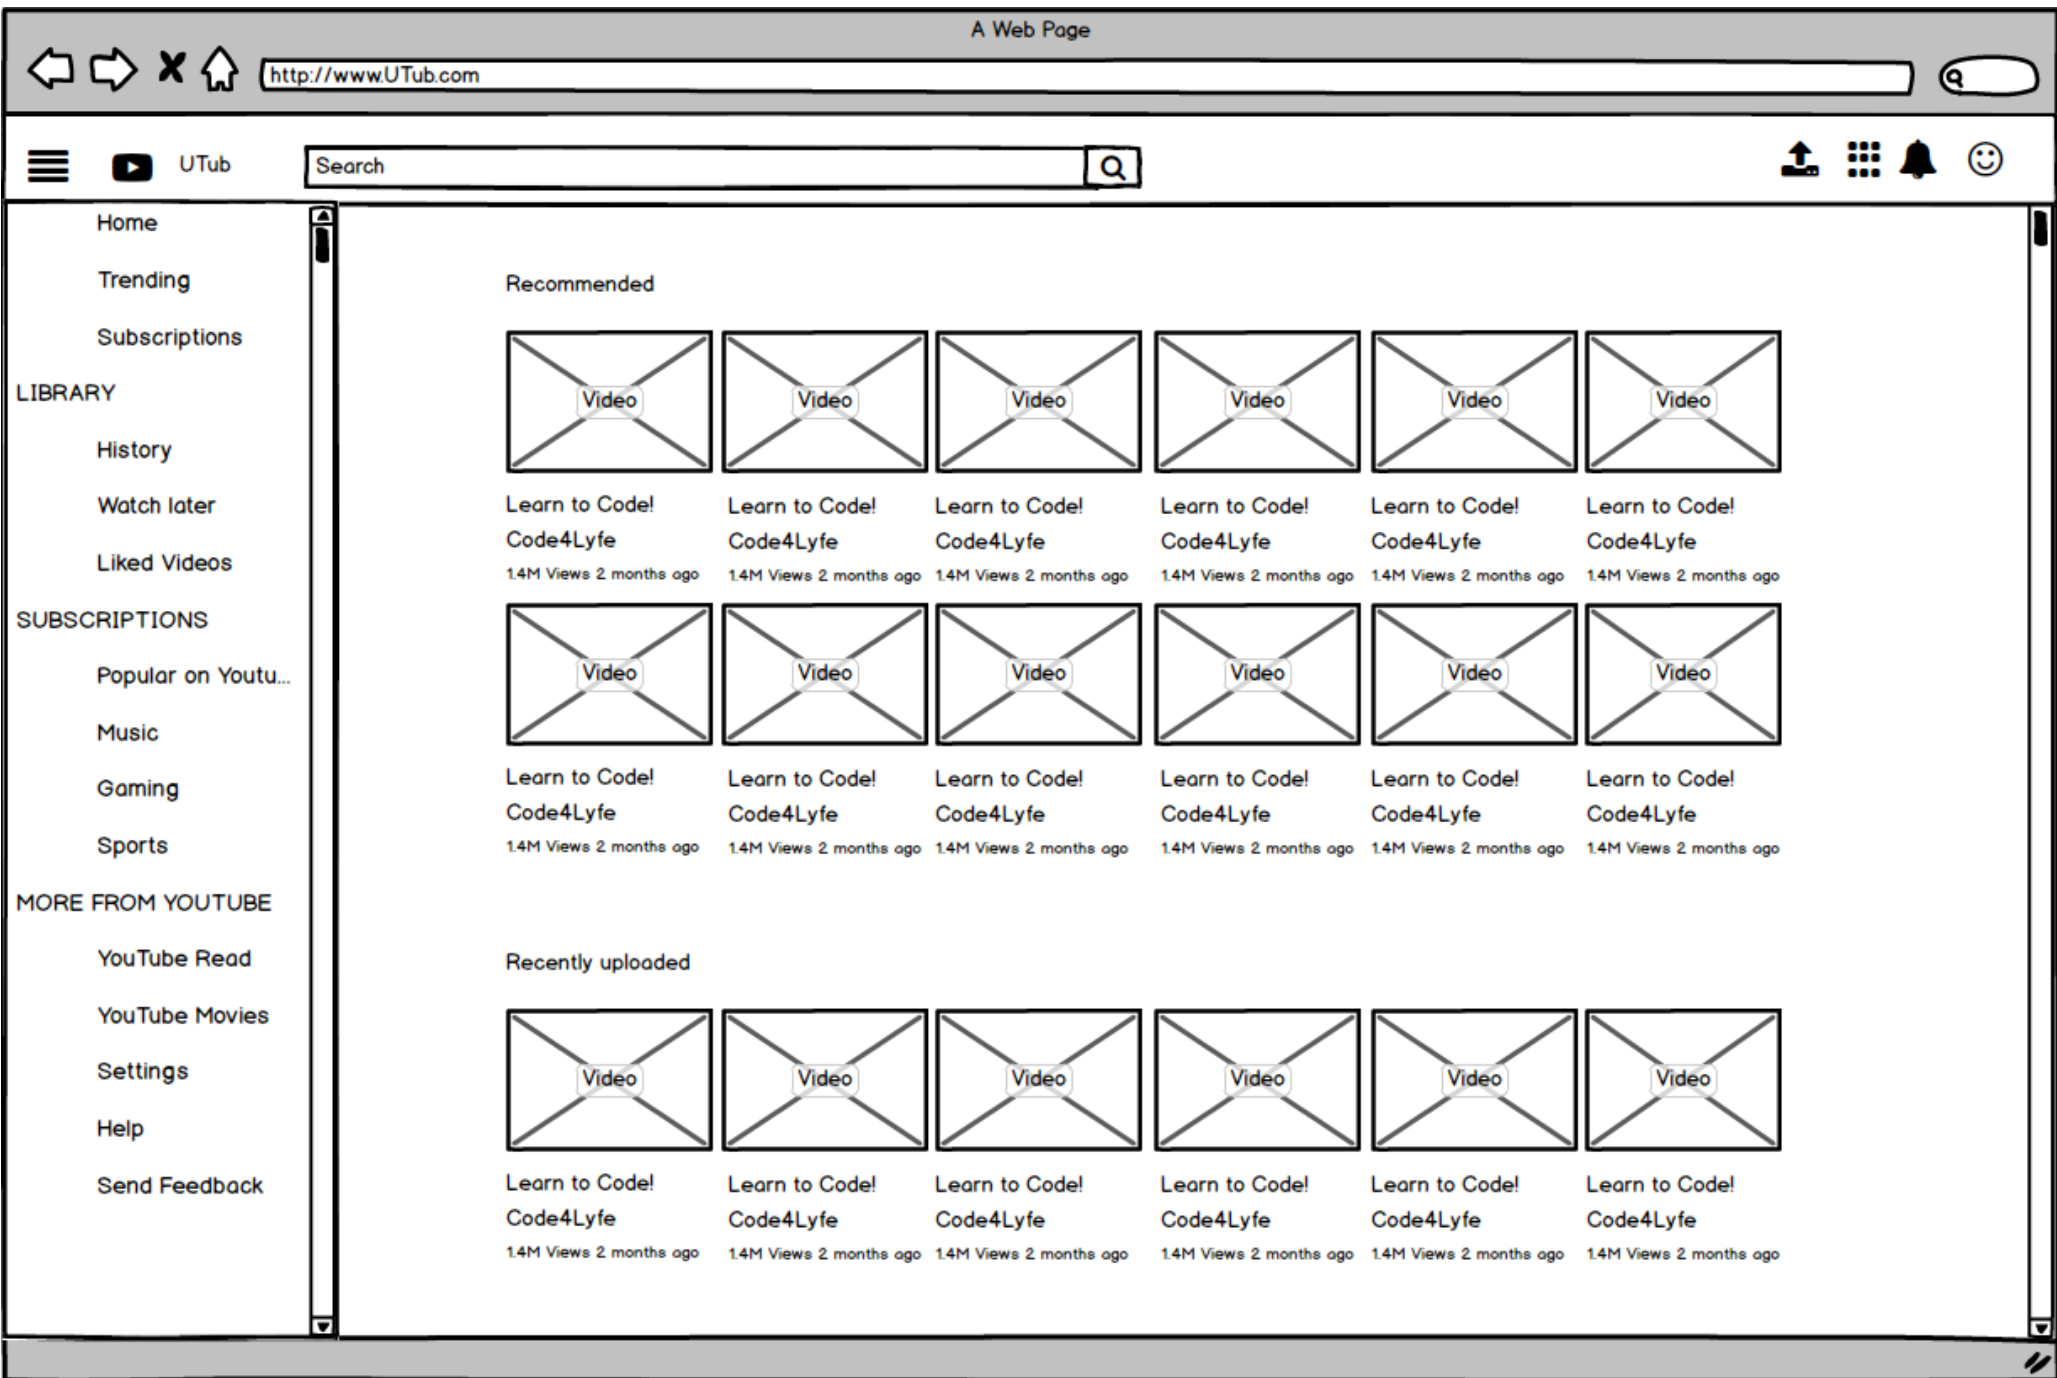 A Web Page
http://www.UTub.com
UTub
Search
Home
Trending
Subscriptions
LIBRARY
History
Watch later
Liked Videos
SUBSCRIPTIONS
Popular on Youtu...
Music
Gaming
Sports
MORE FROM YOUTUBE
YouTube Read
YouTube Movies
Settings
Help
Send Feedback
Recommended
Video Video Video Video Video Video
Learn to Code! Learn to Code! Learn to Code! Learn to Code! Learn to Code! Learn to Code!
Code4Lyfe Code4Lyfe Code4Lyfe Code4Lyfe Code4Lyfe Code4Lyfe
1.4M Views 2 months ago 1.4M Views 2 months ago 1.4M Views 2 months ago 1.4M Views 2 months ago 1.4M Views 2 months ago 1.4M Views 2 months ago
Video Video Video Video Video Video
Learn to Code! Learn to Code! Learn to Code! Learn to Code! Learn to Code! Learn to Code!
Code4Lyfe Code4Lyfe Code4Lyfe Code4Lyfe Code4Lyfe Code4Lyfe
1.4M Views 2 months ago 1.4M Views 2 months ago 1.4M Views 2 months ago 1.4M Views 2 months ago 1.4M Views 2 months ago 1.4M Views 2 months ago
Recently uploaded
Video Video Video Video Video Video
Learn to Code! Learn to Code! Learn to Code! Learn to Code! Learn to Code! Learn to Code!
Code4Lyfe Code4Lyfe Code4Lyfe Code4Lyfe Code4Lyfe Code4Lyfe
1.4M Views 2 months ago 1.4M Views 2 months ago 1.4M Views 2 months ago 1.4M Views 2 months ago 1.4M Views 2 months ago 1.4M Views 2 months ago